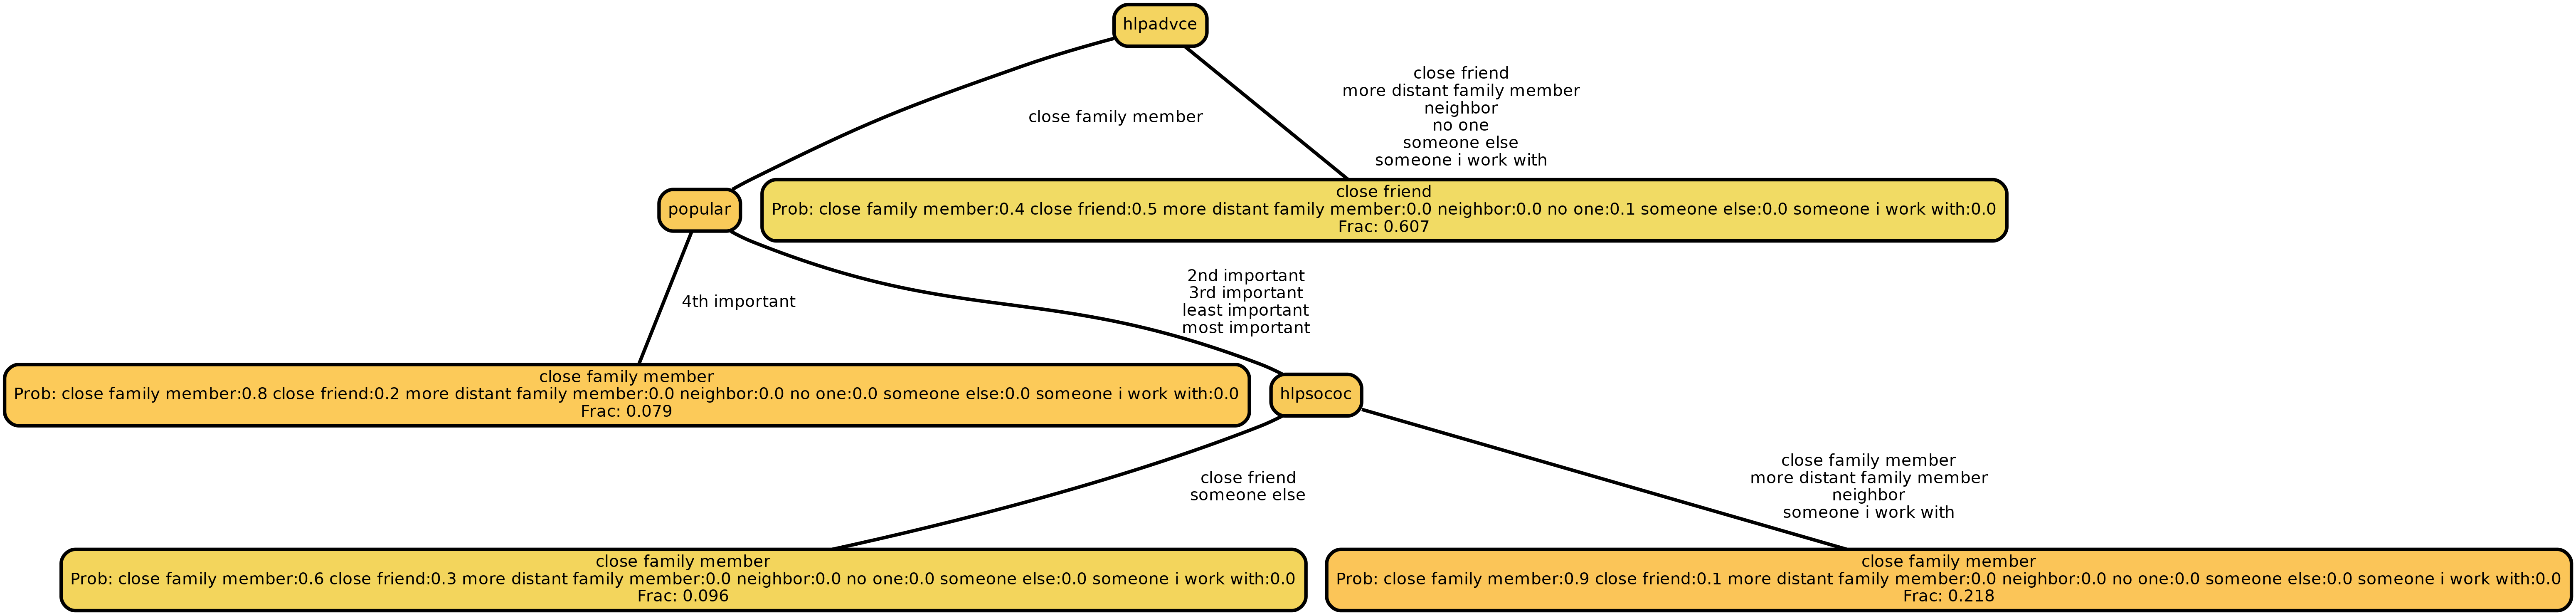 hlpadvce
close family member
close friend
more distant family member
neighbor
no one
someone else
someone i work with
popular
close friend
Prob: close family member:0.4 close friend:0.5 more distant family member:0.0 neighbor:0.0 no one:0.1 someone else:0.0 someone i work with:0.0
Frac: 0.607
4th important
2nd important
3rd important
least important
most important
close family member
Prob: close family member:0.8 close friend:0.2 more distant family member:0.0 neighbor:0.0 no one:0.0 someone else:0.0 someone i work with:0.0
Frac: 0.079
hlpsococ
close friend
someone else
close family member
more distant family member
neighbor
someone i work with
close family member
Prob: close family member:0.6 close friend:0.3 more distant family member:0.0 neighbor:0.0 no one:0.0 someone else:0.0 someone i work with:0.0
Frac: 0.096
close family member
Prob: close family member:0.9 close friend:0.1 more distant family member:0.0 neighbor:0.0 no one:0.0 someone else:0.0 someone i work with:0.0
Frac: 0.218